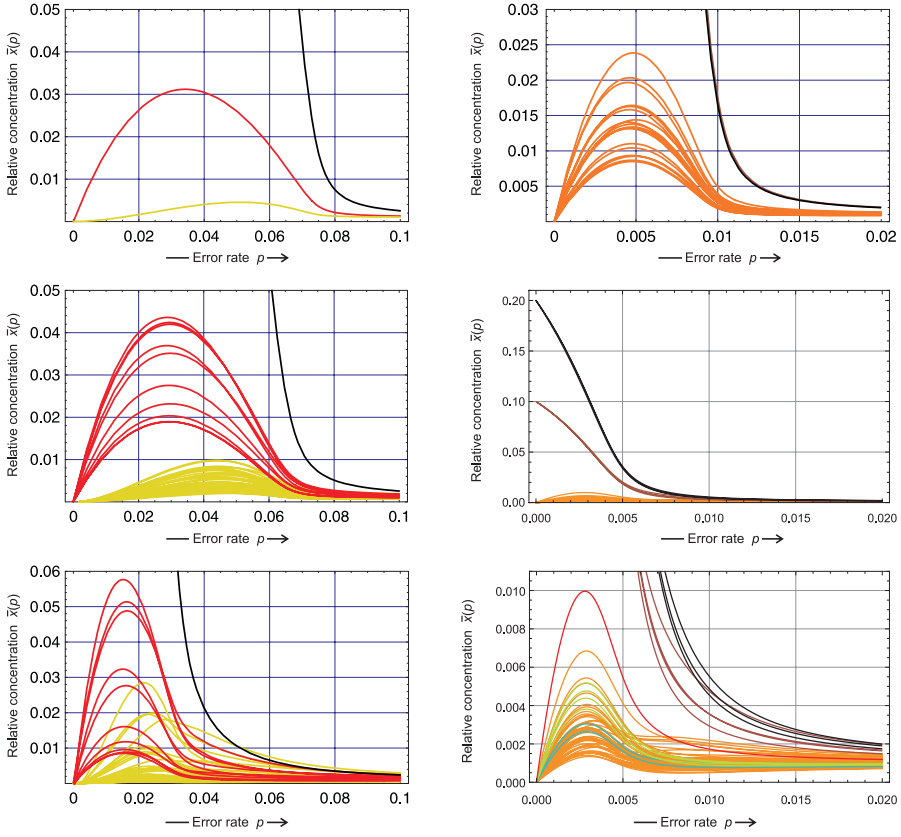 0.05
0.04
0.03
0.02
0.01
Relative concentration x̄(p)
0 0.02 0.04 0.06 0.08 0.1
Error rate p
0.03
0.025
0.02
0.015
0.01
0.005
Relative concentration x̄(p)
0 0.005 0.01 0.015 0.02
Error rate p
0.05
0.04
0.03
0.02
0.01
Relative concentration x̄(p)
0 0.02 0.04 0.06 0.08 0.1
Error rate p
0.20
0.15
0.10
0.05
0.00
Relative concentration x̄(p)
0.000 0.005 0.010 0.015 0.020
Error rate p
0.06
0.05
0.04
0.03
0.02
0.01
Relative concentration x̄(p)
0 0.02 0.04 0.06 0.08 0.1
Error rate p
0.010
0.008
0.006
0.004
0.002
0.000
Relative concentration x̄(p)
0.000 0.005 0.010 0.015 0.020
Error rate p